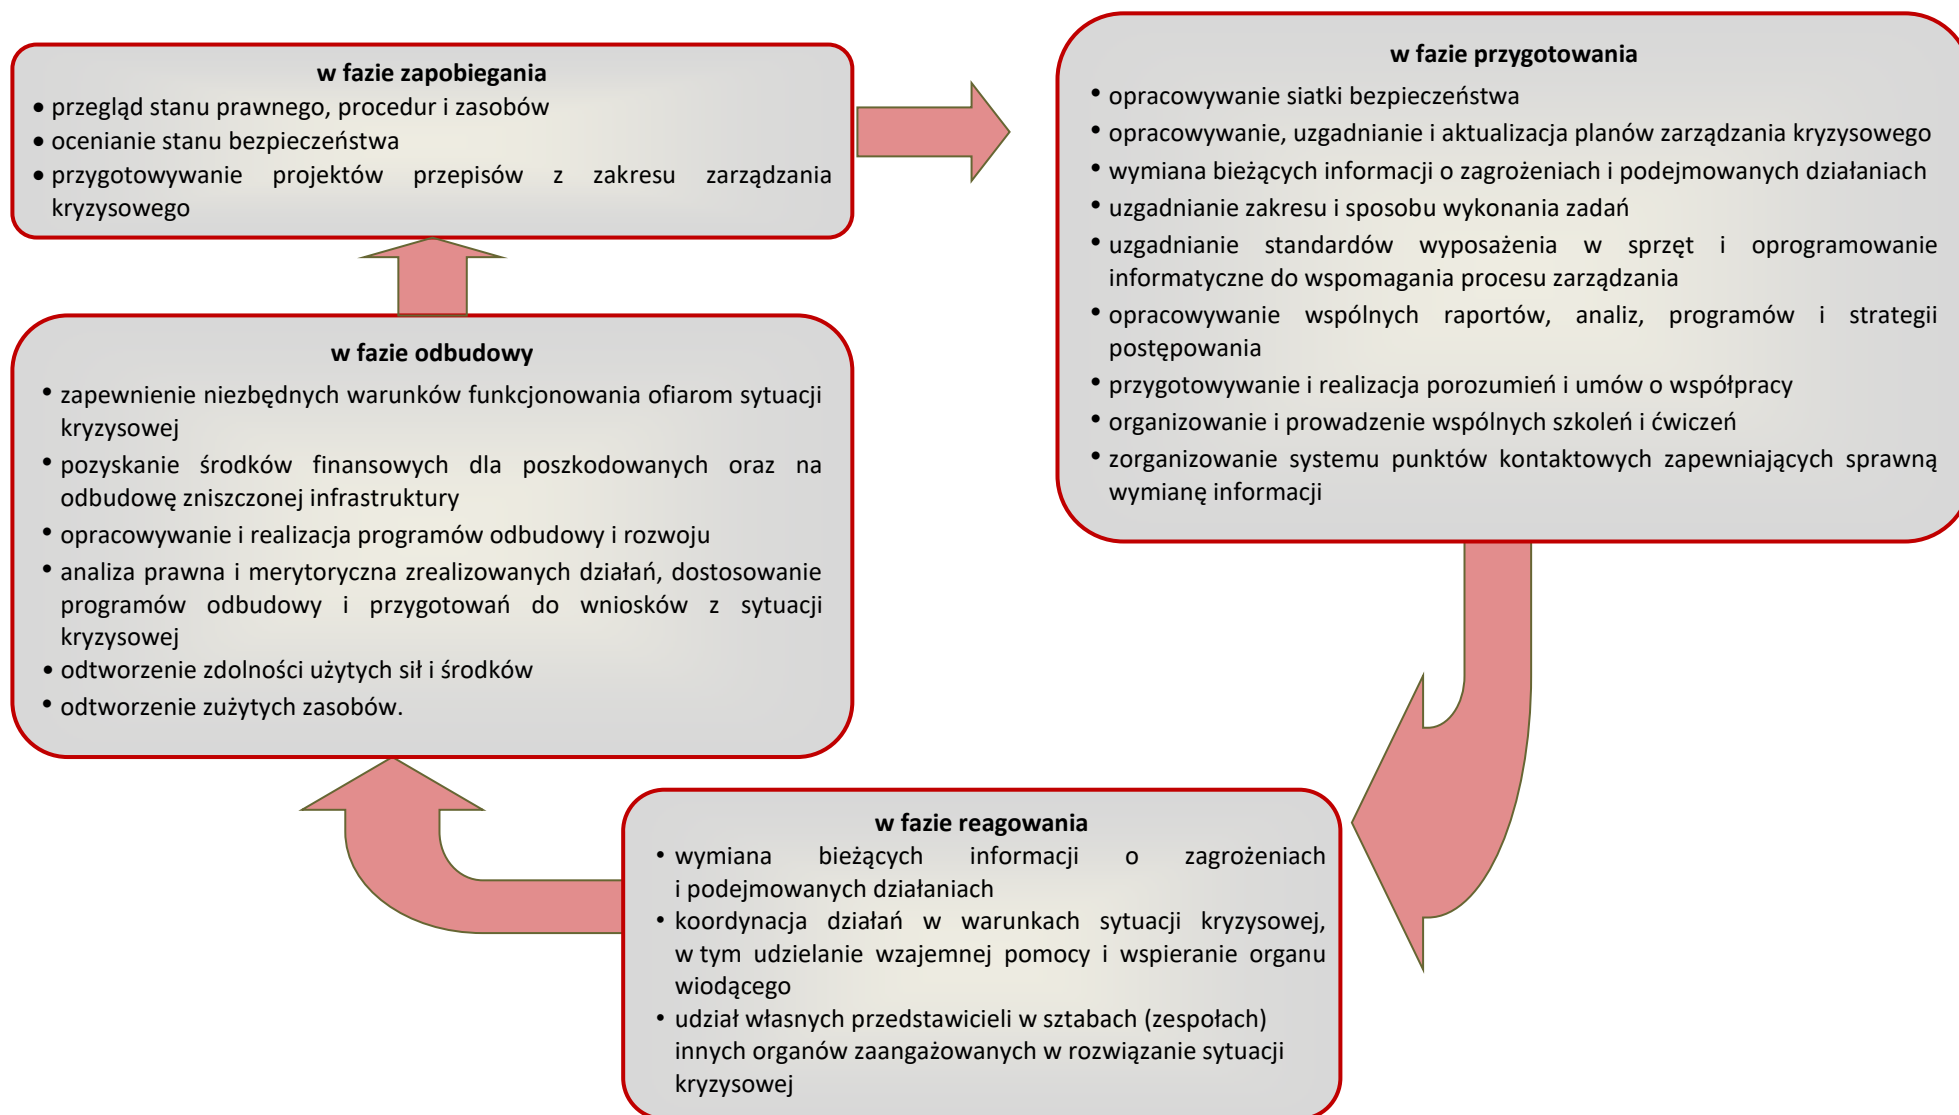 w fazie zapobiegania
• przegląd stanu prawnego, procedur i zasobów
• ocenianie stanu bezpieczeństwa
• przygotowywanie projektów przepisów z zakresu zarządzania
kryzysowego
w fazie przygotowania
• opracowywanie siatki bezpieczeństwa
• opracowywanie, uzgadnianie i aktualizacja planów zarządzania kryzysowego
• wymiana bieżących informacji o zagrożeniach i podejmowanych działaniach
• uzgadnianie zakresu i sposobu wykonania zadań
• uzgadnianie standardów wyposażenia w sprzęt i oprogramowanie
informatyczne do wspomagania procesu zarządzania
• opracowywanie wspólnych raportów, analiz, programów i strategii
postępowania
• przygotowywanie i realizacja porozumień i umów o współpracy
• organizowanie i prowadzenie wspólnych szkoleń i ćwiczeń
• zorganizowanie systemu punktów kontaktowych zapewniających sprawną
wymianę informacji
w fazie odbudowy
• zapewnienie niezbędnych warunków funkcjonowania ofiarom sytuacji
kryzysowej
• pozyskanie środków finansowych dla poszkodowanych oraz na
odbudowę zniszczonej infrastruktury
• opracowywanie i realizacja programów odbudowy i rozwoju
• analiza prawna i merytoryczna zrealizowanych działań, dostosowanie
programów odbudowy i przygotowań do wniosków z sytuacji
kryzysowej
• odtworzenie zdolności użytych sił i środków
• odtworzenie zużytych zasobów.
w fazie reagowania
• wymiana bieżących informacji o zagrożeniach
i podejmowanych działaniach
• koordynacja działań w warunkach sytuacji kryzysowej,
w tym udzielanie wzajemnej pomocy i wspieranie organu
wiodącego
• udział własnych przedstawicieli w sztabach (zespołach)
innych organów zaangażowanych w rozwiązanie sytuacji
kryzysowej